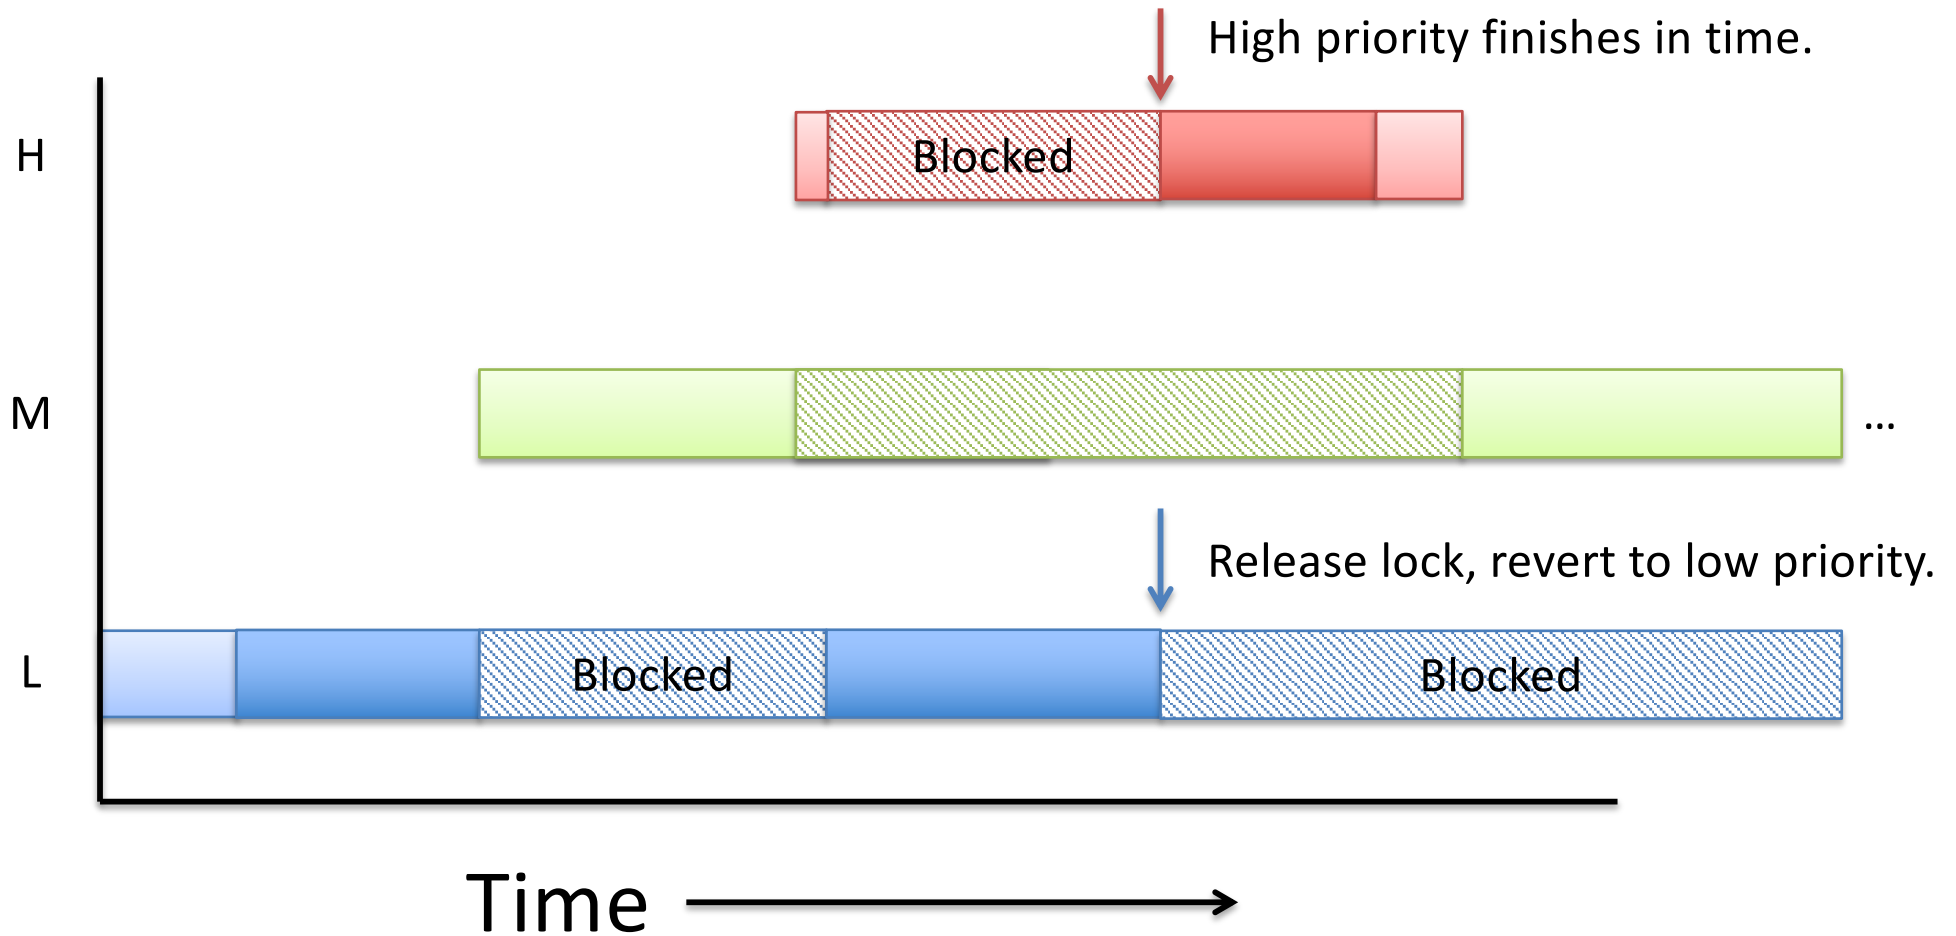 High priority finishes in time.
H
Blocked
M
...
Release lock, revert to low priority.
L
Blocked
Blocked
Time